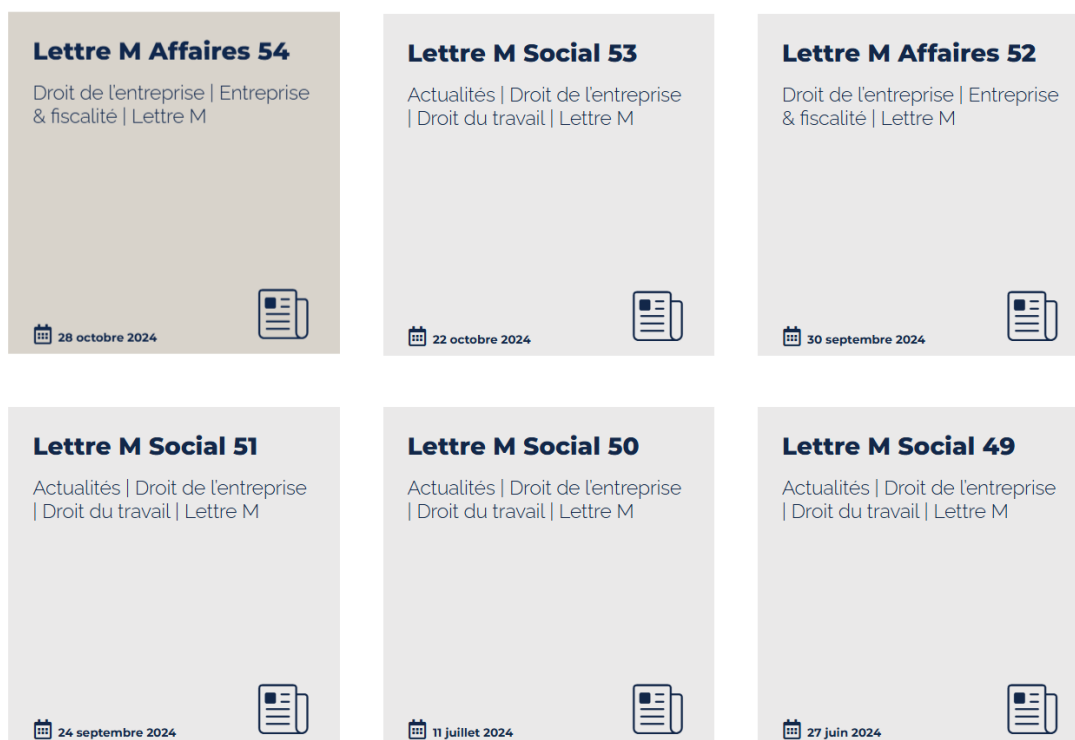 Lettre M Affaires 54
Droit de l'entreprise | Entreprise
& fiscalité | Lettre M
28 octobre 2024
Lettre M Social 53
Actualités | Droit de l'entreprise
| Droit du travail | Lettre M
22 octobre 2024
Lettre M Affaires 52
Droit de l'entreprise | Entreprise
& fiscalité | Lettre M
30 septembre 2024
Lettre M Social 51
Actualités | Droit de l'entreprise
| Droit du travail | Lettre M
24 septembre 2024
Lettre M Social 50
Actualités | Droit de l'entreprise
| Droit du travail | Lettre M
11 juillet 2024
Lettre M Social 49
Actualités | Droit de l'entreprise
| Droit du travail | Lettre M
27 juin 2024